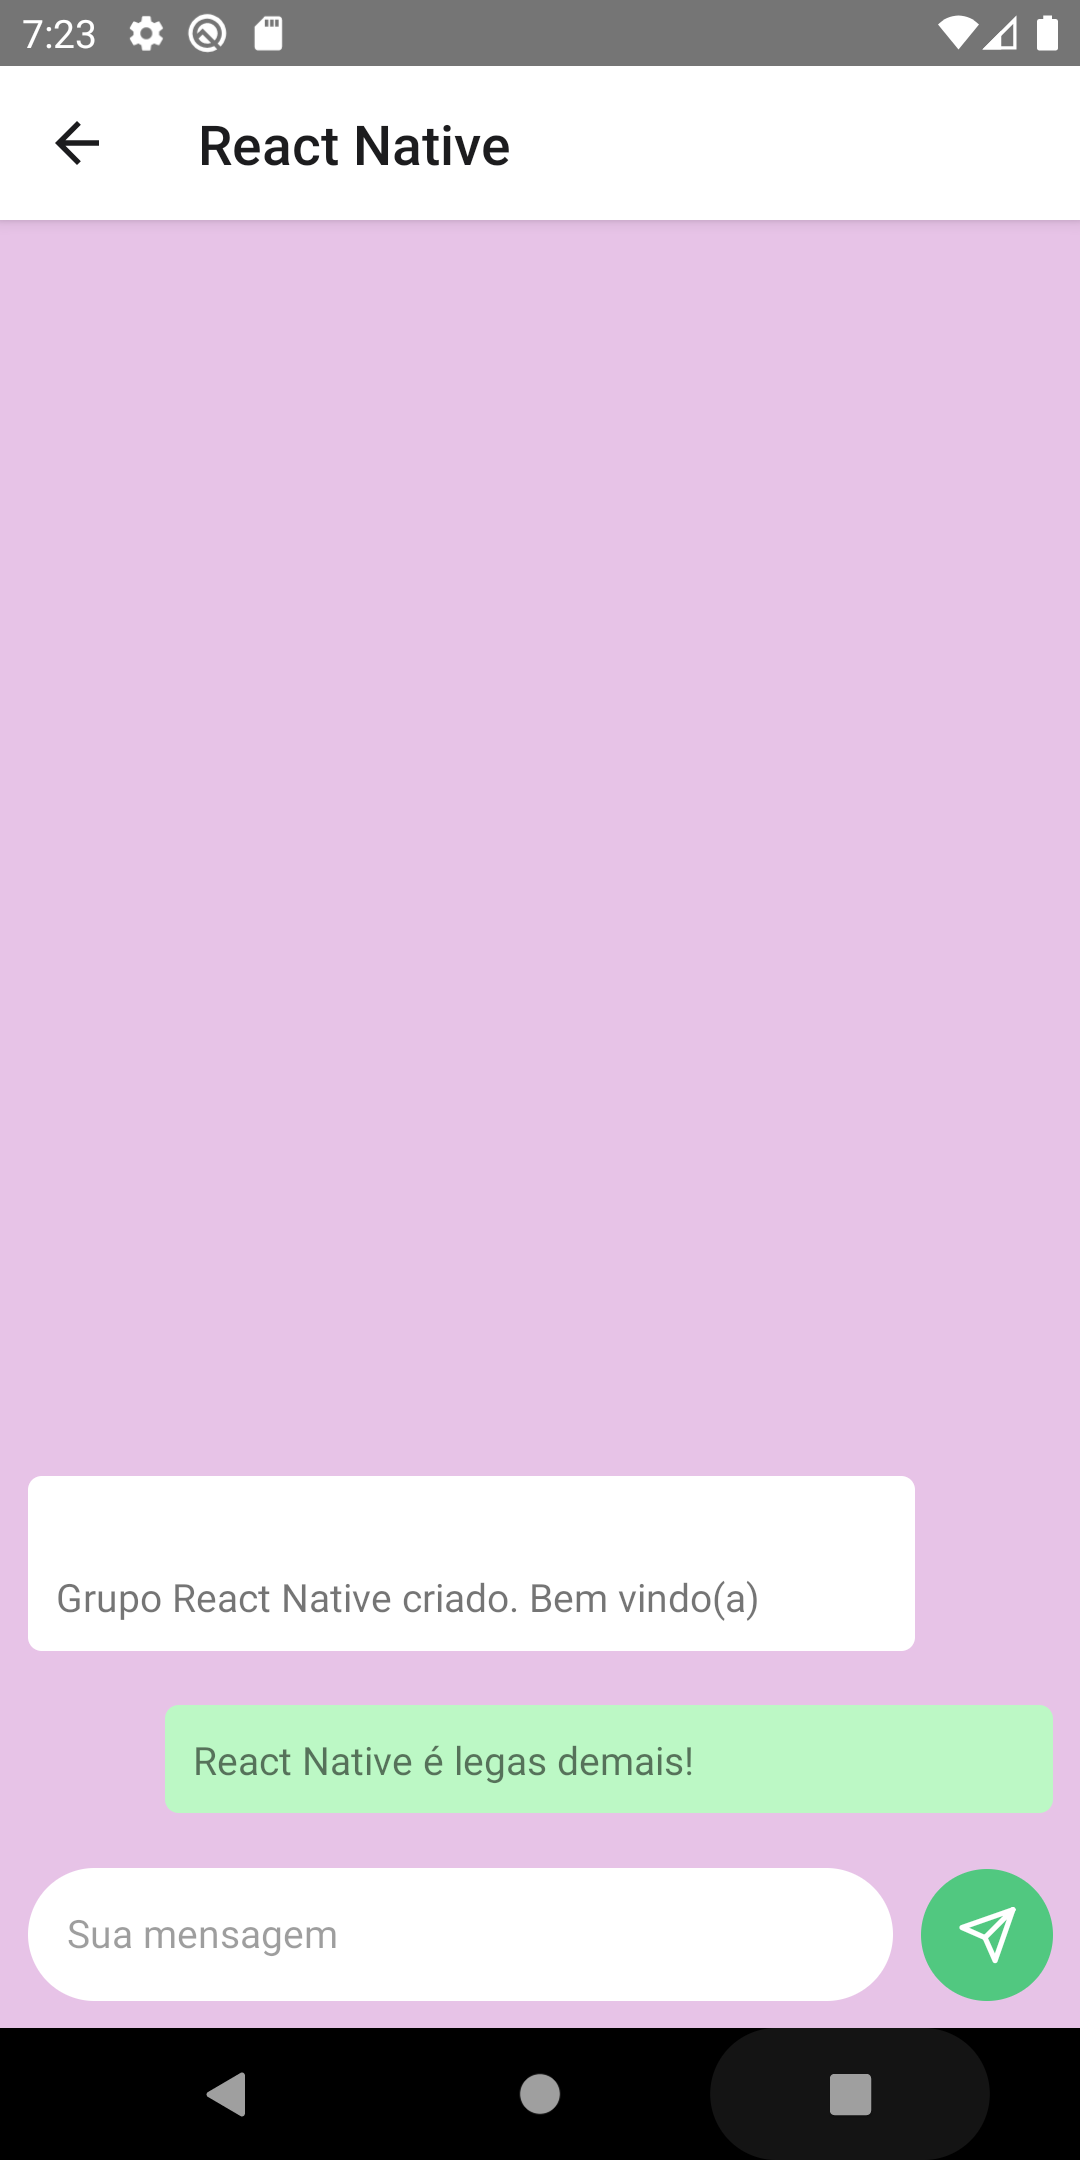 7:23
React Native
Grupo React Native criado. Bem vindo(a)
React Native é legas demais!
Sua mensagem